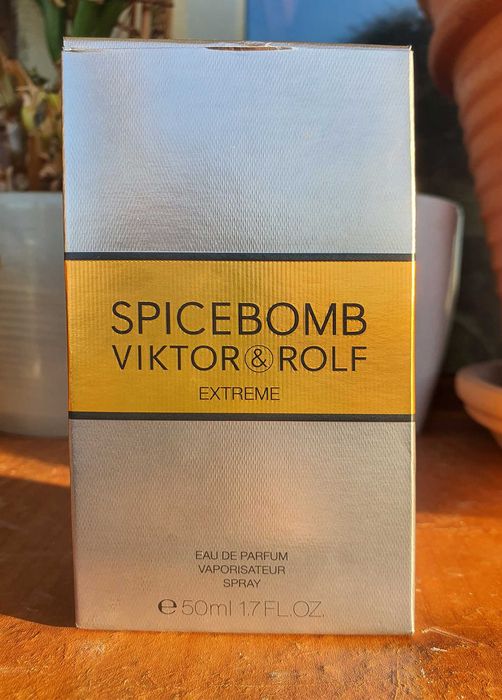 SPICEBOMB
VIKTOR&ROLF
EXTREME
EAU DE PARFUM
VAPORISATEUR
SPRAY
℮50ml 1.7 FL.OZ.